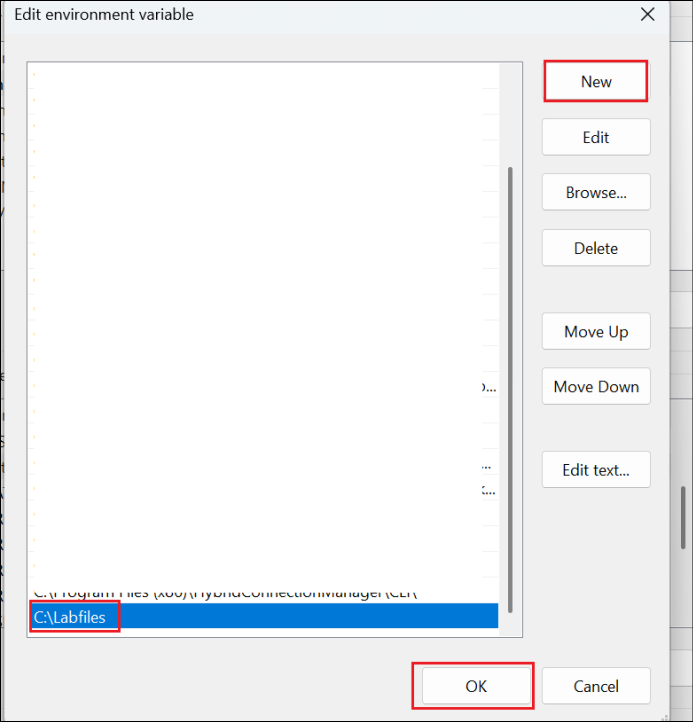 Edit environment variable
New
Edit
Browse...
Delete
Move Up
Move Down
Edit text...
C:\Program Files (x86)\HybridConnectionManager\CLI\
C:\Labfiles
OK
Cancel